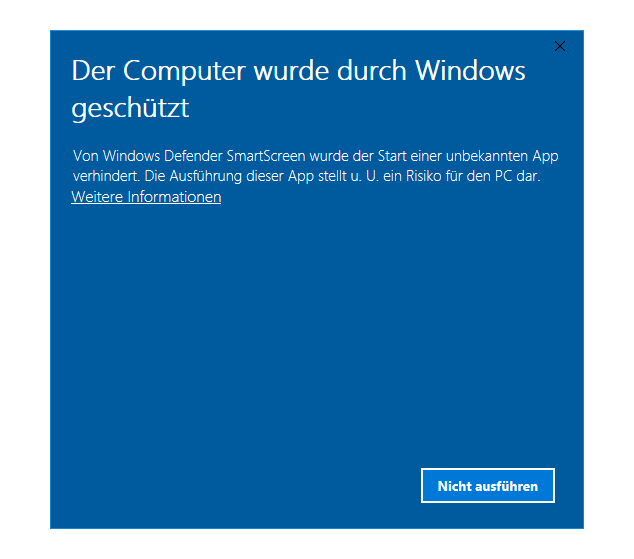 Der Computer wurde durch Windows
geschützt
Von Windows Defender SmartScreen wurde der Start einer unbekannten App
verhindert. Die Ausführung dieser App stellt u. U. ein Risiko für den PC dar.
Weitere Informationen
Nicht ausführen